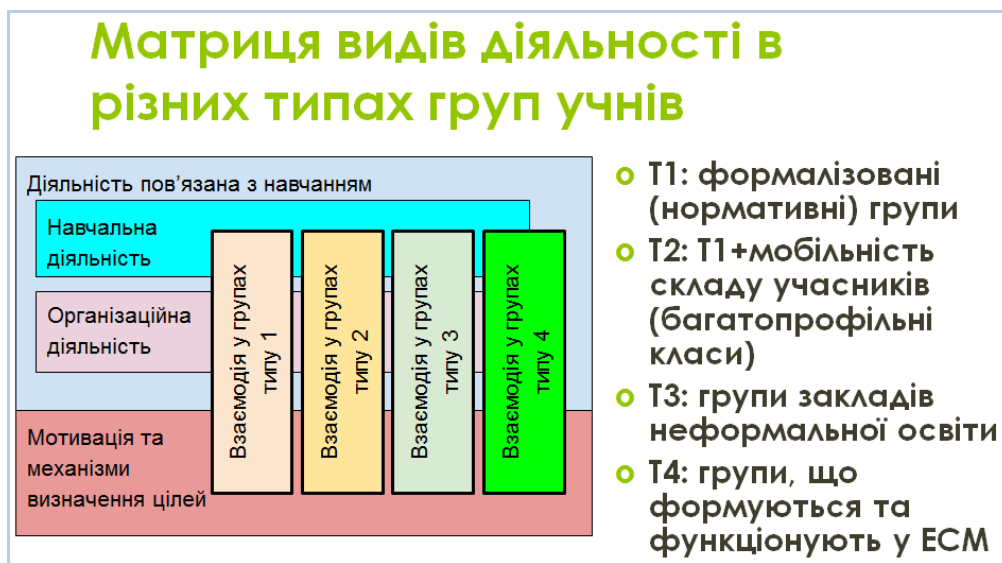 Матриця видів діяльності в
різних типах груп учнів
Діяльність пов’язана з навчанням
Навчальна
діяльність
Організаційна
діяльність
Мотивація та
механізми
визначення цілей
Взаємодія у групах
типу 1
Взаємодія у групах
типу 2
Взаємодія у групах
типу 3
Взаємодія у групах
типу 4
Т1: формалізовані
(нормативні) групи
Т2: Т1+мобільність
складу учасників
(багатопрофільні
класи)
Т3: групи закладів
неформальної освіти
Т4: групи, що
формуються та
функціонують у ЕСМ